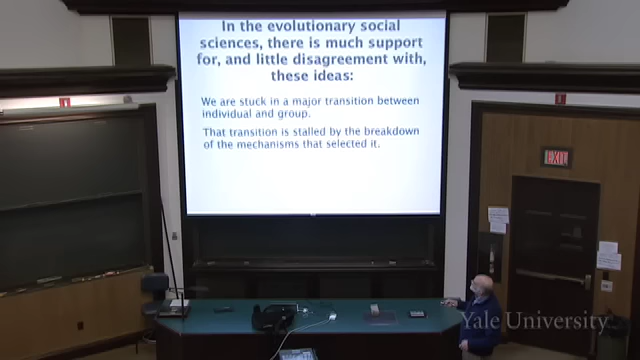 In the evolutionary social
sciences, there is much support
for, and little disagreement with,
these ideas:
We are stuck in a major transition between
individual and group.
That transition is stalled by the breakdown
of the mechanisms that selected it.
EXIT
Yale University